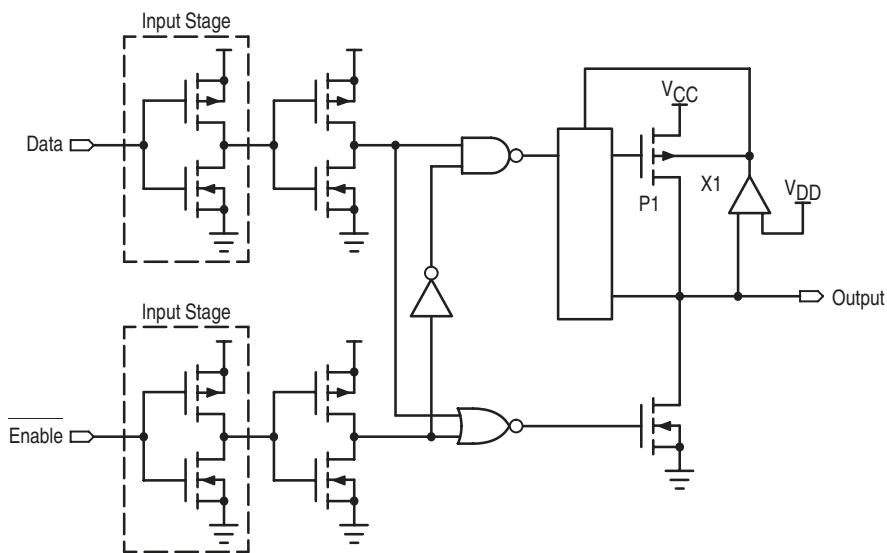 Input Stage
Data
V_CC
P1
X1
V_DD
Output
Input Stage
Enable